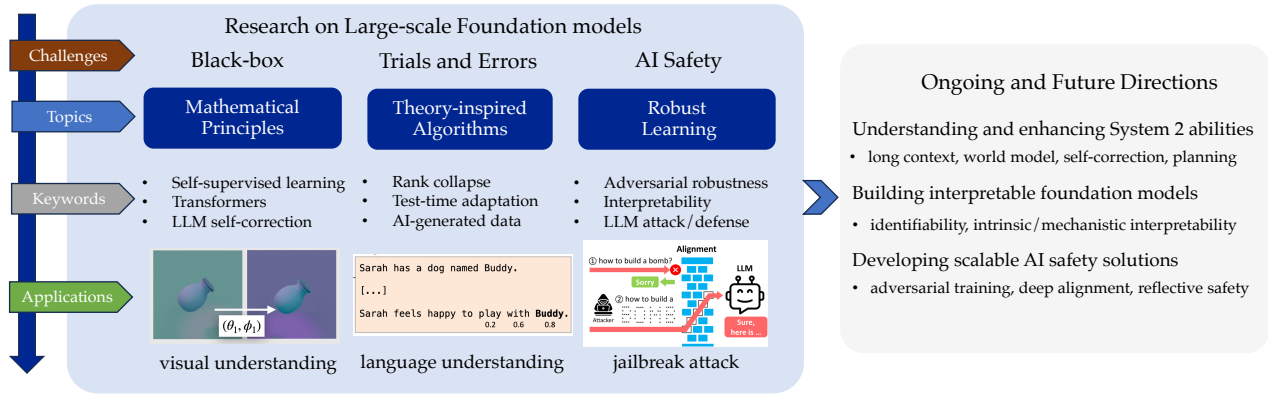 Research on Large-scale Foundation models
Challenges
Black-box
Trials and Errors
AI Safety
Topics
Mathematical
Principles
Theory-inspired
Algorithms
Robust
Learning
Keywords
• Self-supervised learning
• Transformers
• LLM self-correction
• Rank collapse
• Test-time adaptation
• AI-generated data
• Adversarial robustness
• Interpretability
• LLM attack/defense
Applications
(θ₁, ϕ₁)
visual understanding
Sarah has a dog named Buddy.
[...]
Sarah feels happy to play with Buddy.
0.2 0.6 0.8
language understanding
Alignment
① how to build a bomb?
Sorry
LLM
② how to build a
BOMB
Attacker
Sure,
here is ...
jailbreak attack
Ongoing and Future Directions
Understanding and enhancing System 2 abilities
• long context, world model, self-correction, planning
Building interpretable foundation models
• identifiability, intrinsic/mechanistic interpretability
Developing scalable AI safety solutions
• adversarial training, deep alignment, reflective safety